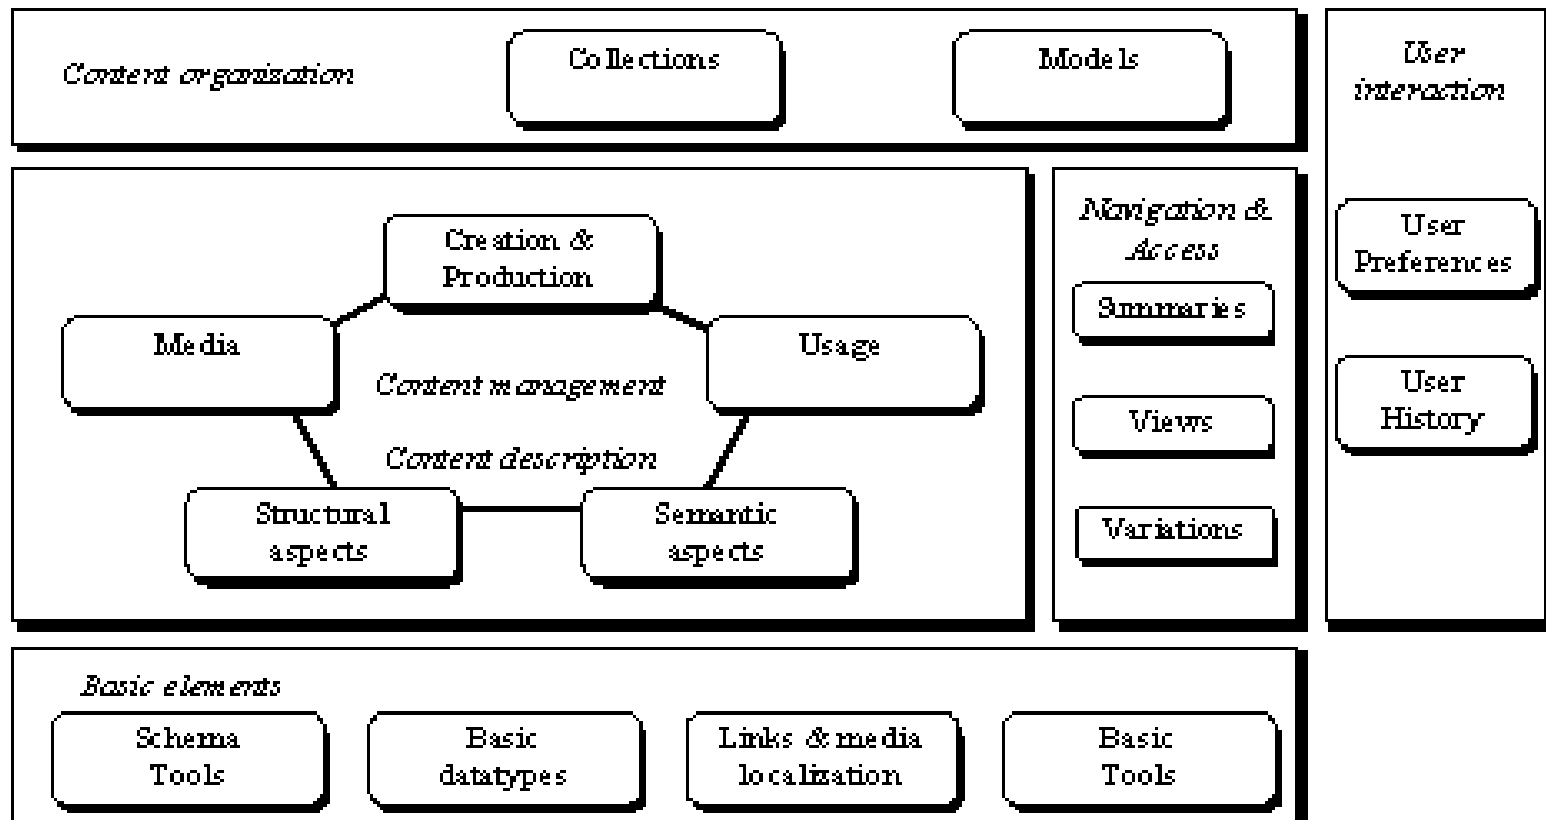 Content organization
Collections
Models
User
interaction
Creation &
Production
Media
Usage
Content management
Content description
Structural
aspects
Semantic
aspects
Navigation &
Access
Summaries
Views
Variations
User
Preferences
User
History
Basic elements
Schema
Tools
Basic
datatypes
Links & media
localization
Basic
Tools